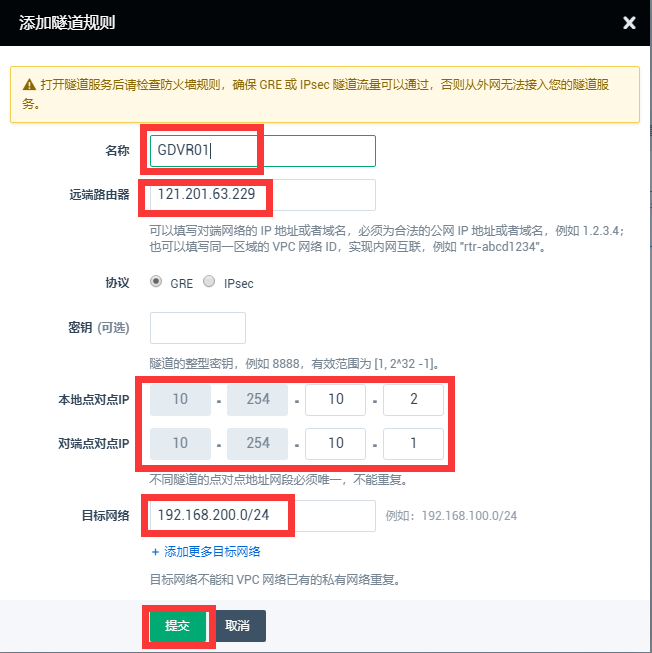 添加隧道规则
打开隧道服务后请检查防火墙规则，确保 GRE 或 IPsec 隧道流量可以通过，否则从外网无法接入您的隧道服
务。
名称 GDVR01
远端路由器 121.201.63.229
可以填写对端网络的 IP 地址或者域名，必须为合法的公网 IP 地址或者域名，例如 1.2.3.4；
也可以填写同一区域的 VPC 网络 ID，实现内网互联，例如 "rtr-abcd1234"。
协议 GRE IPsec
密钥 (可选)
隧道的整型密钥，例如 8888，有效范围为 [1, 2^32 -1]。
本地点对点IP 10 . 254 . 10 . 2
对端点对点IP 10 . 254 . 10 . 1
不同隧道的点对点地址网段必须唯一，不能重复。
目标网络 192.168.200.0/24 例如：192.168.100.0/24
+ 添加更多目标网络
目标网络不能和 VPC 网络已有的私有网络重复。
提交 取消